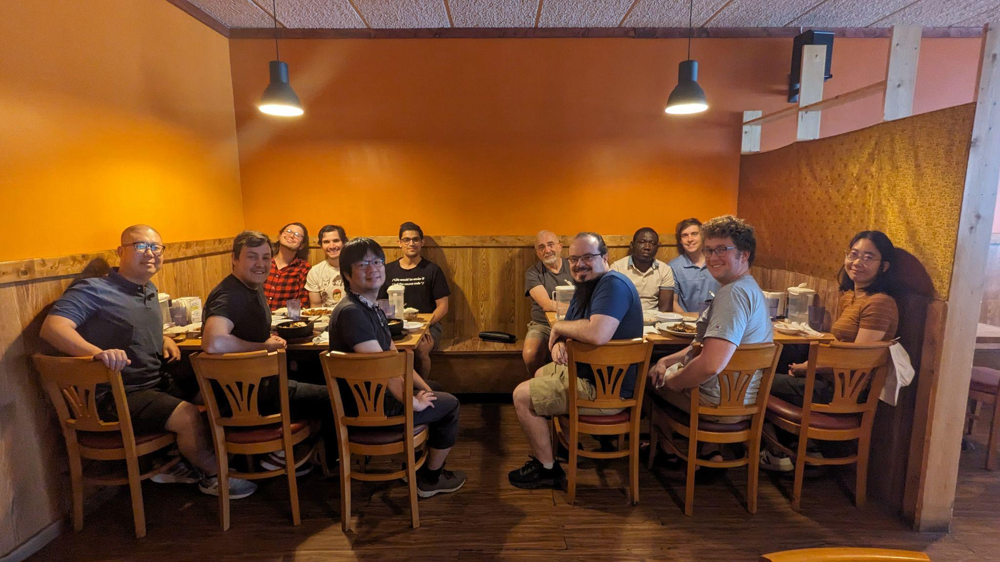 /*Life would be easier if
I had the source code */